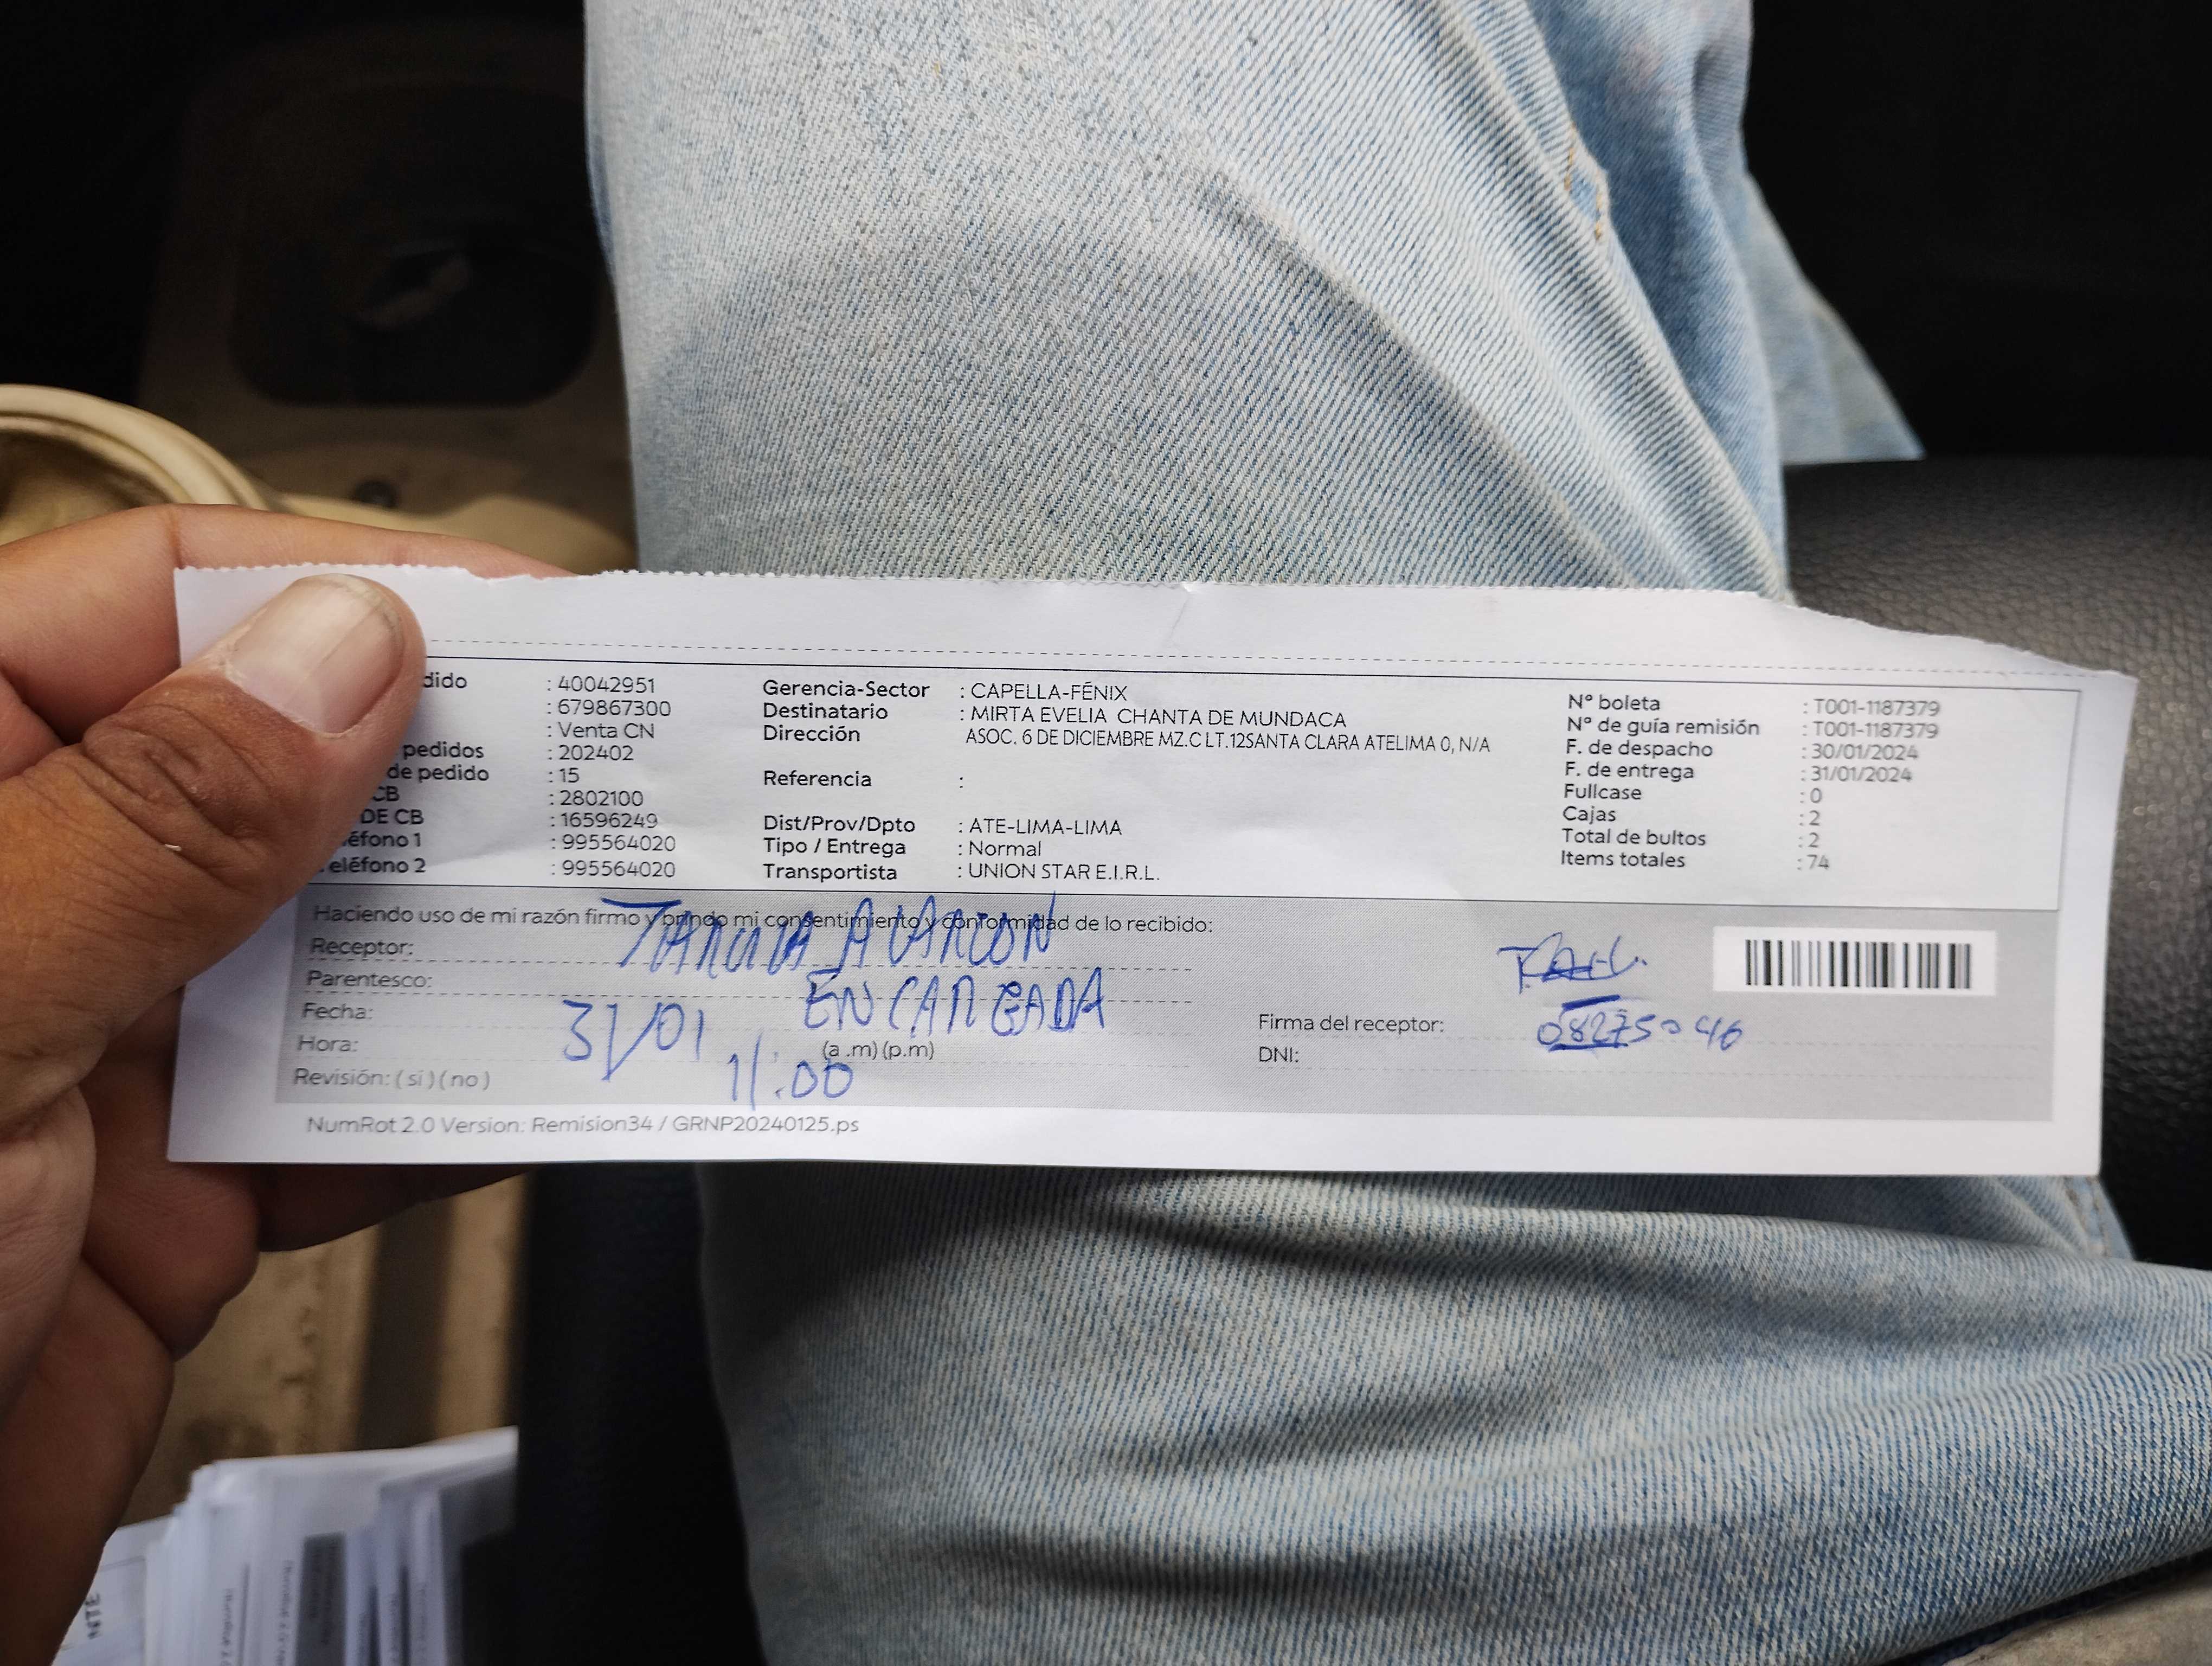 dido : 40042951
: 679867300
: Venta CN
pedidos : 202402
de pedido : 15
CB : 2802100
DE CB : 16596249
éfono 1 : 995564020
eléfono 2 : 995564020
Gerencia-Sector : CAPELLA-FÉNIX
Destinatario : MIRTA EVELIA CHANTA DE MUNDACA
Dirección ASOC. 6 DE DICIEMBRE MZ.C LT.12SANTA CLARA ATELIMA 0, N/A
Referencia :
Dist/Prov/Dpto : ATE-LIMA-LIMA
Tipo / Entrega : Normal
Transportista : UNION STAR E.I.R.L.
Nº boleta : T001-1187379
Nº de guía remisión : T001-1187379
F. de despacho : 30/01/2024
F. de entrega : 31/01/2024
Fullcase : 0
Cajas : 2
Total de bultos : 2
Items totales : 74
Haciendo uso de mi razón firmo y brindo mi consentimiento y conformidad de lo recibido:
Receptor: ALARCON
Parentesco: ENCARGADA
Fecha: 31/01
Hora: 11:00 (a .m) (p.m)
Revisión: ( si ) ( no )
Firma del receptor:
DNI: 08275046
NumRot 2.0 Version: Remision34 / GRNP20240125.ps